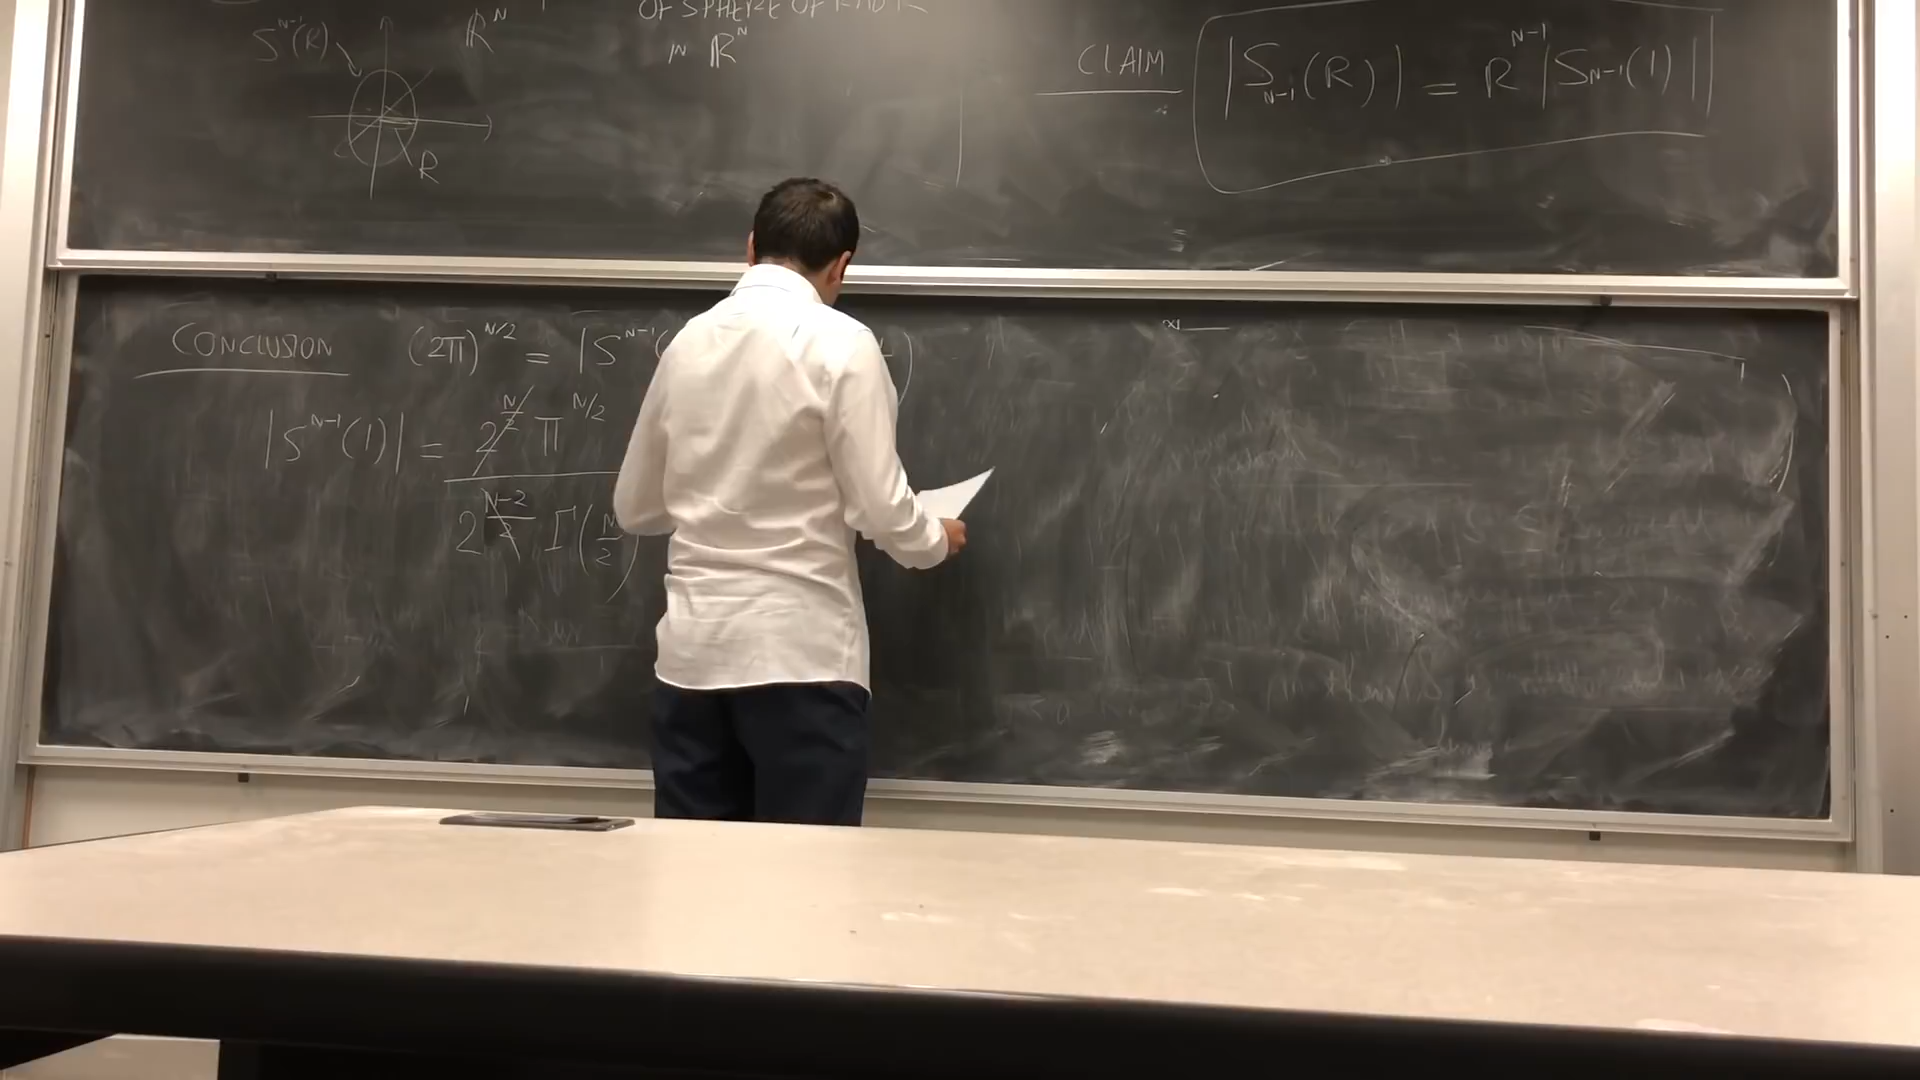 OF SPHERE OF RADIUS R
IN ℝ^N
S^{N-1}(R)
ℝ^N
R
CLAIM |S_{N-1}(R)| = R^{N-1} |S_{N-1}(1)|
CONCLUSION (2π)^{N/2} = |S^{N-1}(
|S^{N-1}(1)| = 2^{N/2} π^{N/2}
2^{(N-2)/2} Γ(N/2)